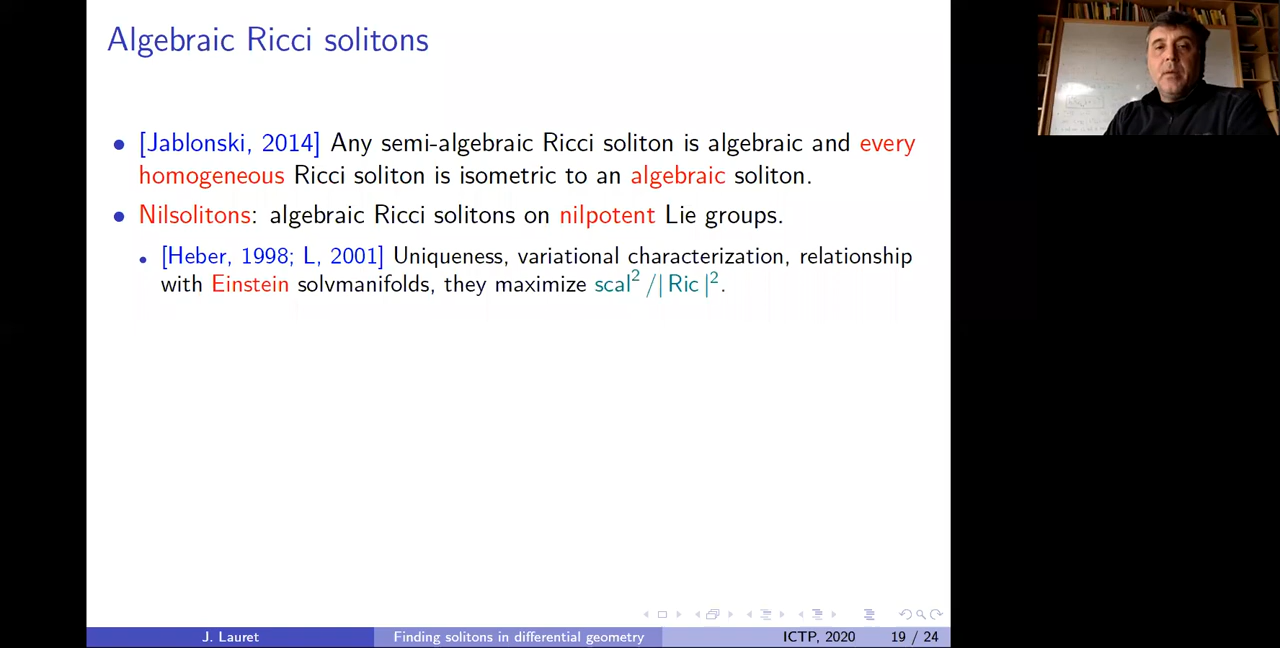 Algebraic Ricci solitons
• [Jablonski, 2014] Any semi-algebraic Ricci soliton is algebraic and every
homogeneous Ricci soliton is isometric to an algebraic soliton.
• Nilsolitons: algebraic Ricci solitons on nilpotent Lie groups.
• [Heber, 1998; L, 2001] Uniqueness, variational characterization, relationship
with Einstein solvmanifolds, they maximize scal² /| Ric |².
J. Lauret Finding solitons in differential geometry ICTP, 2020 19 / 24